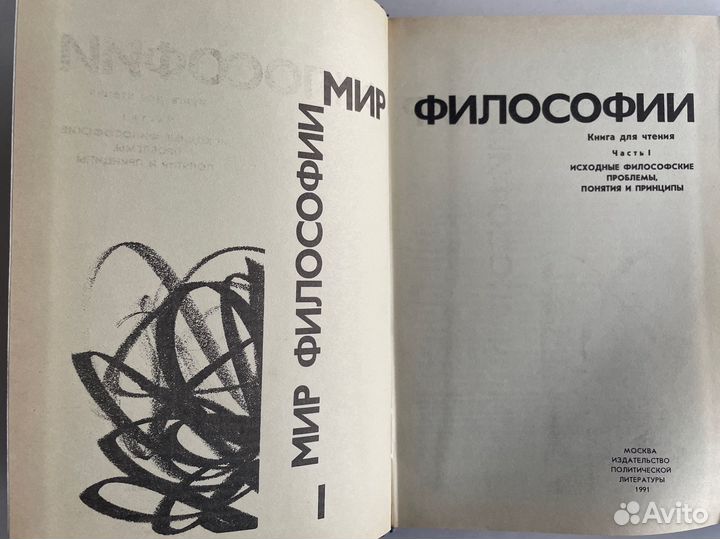 — МИР ФИЛОСОФИИ
МИР ФИЛОСОФИИ
Книга для чтения
Часть I
ИСХОДНЫЕ ФИЛОСОФСКИЕ
ПРОБЛЕМЫ,
ПОНЯТИЯ И ПРИНЦИПЫ
МОСКВА
ИЗДАТЕЛЬСТВО
ПОЛИТИЧЕСКОЙ
ЛИТЕРАТУРЫ
1991
Avito